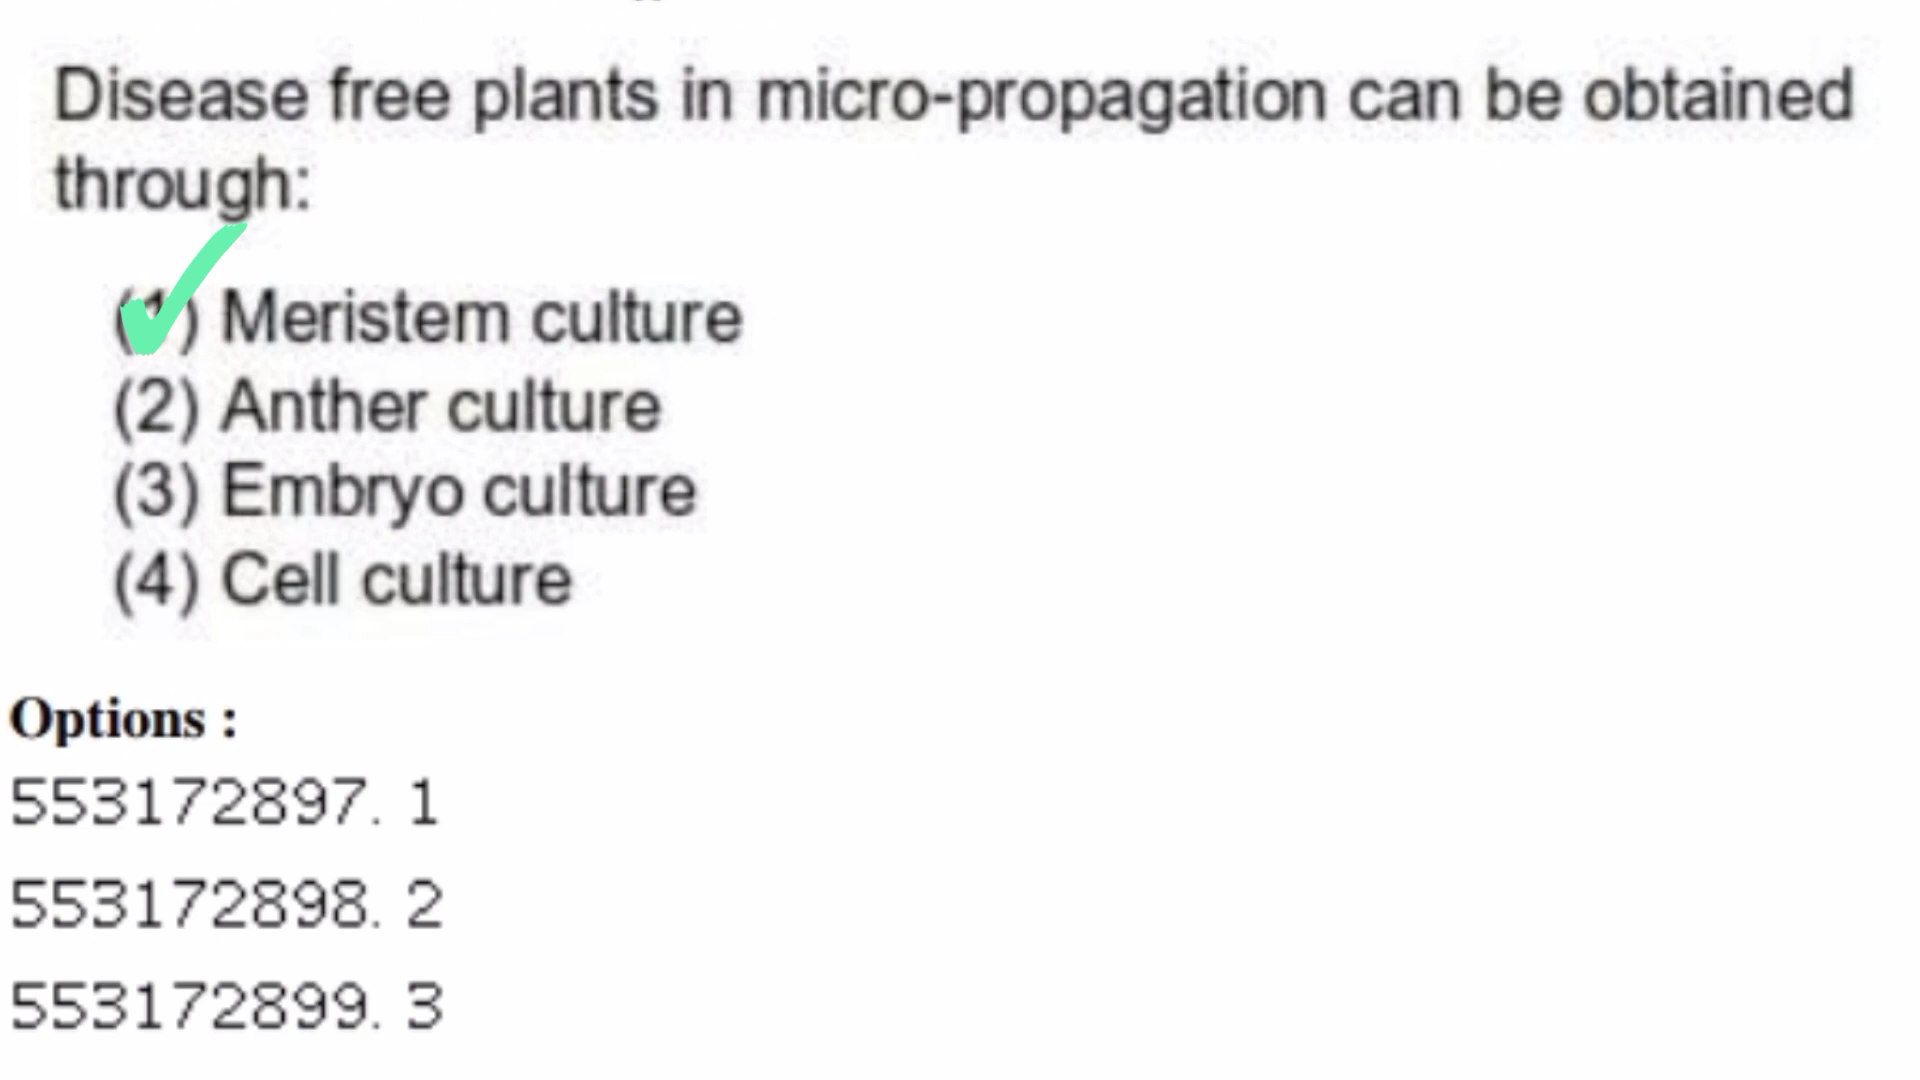 Disease free plants in micro-propagation can be obtained
through:
(1) Meristem culture
(2) Anther culture
(3) Embryo culture
(4) Cell culture
Options :
553172897. 1
553172898. 2
553172899. 3